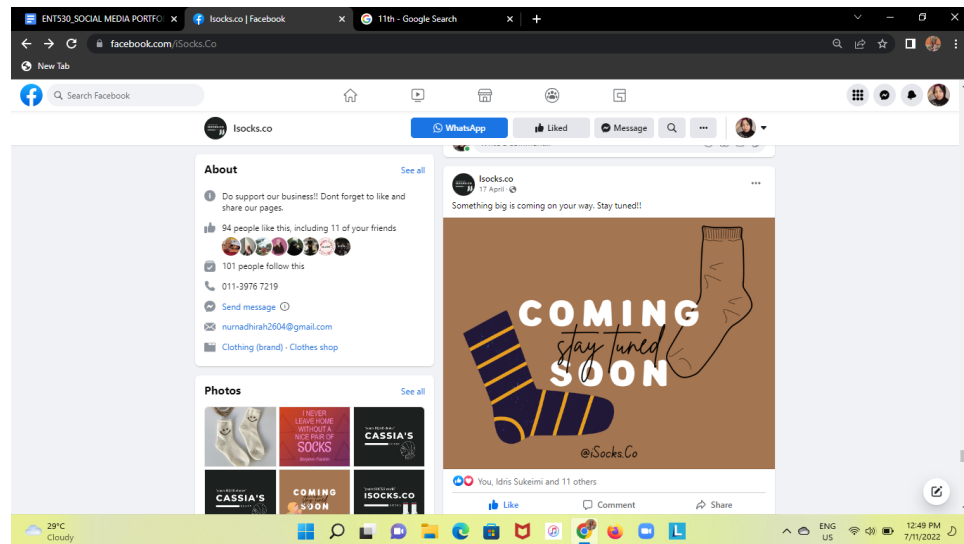 ENT530_SOCIAL MEDIA PORTFO
Isocks.co | Facebook
11th - Google Search
facebook.com/iSocks.Co
New Tab
Search Facebook
Isocks.co
WhatsApp
Liked
Message
About
See all
Do support our business!! Dont forget to like and
share our pages.
94 people like this, including 11 of your friends
101 people follow this
011-3976 7219
Send message
nurnadhirah2604@gmail.com
Clothing (brand) · Clothes shop
Photos
See all
I NEVER
LEAVE HOME
WITHOUT A
NICE PAIR OF
SOCKS
CASSIA'S
CASSIA'S
COMING
stay tuned
SOON
ISOCKS.CO
Isocks.co
17 April
Something big is coming on your way. Stay tuned!!
COMING
stay tuned
SOON
@iSocks.Co
You, Idris Sukeimi and 11 others
Like
Comment
Share
29°C
Cloudy
ENG
US
12:49 PM
7/11/2022